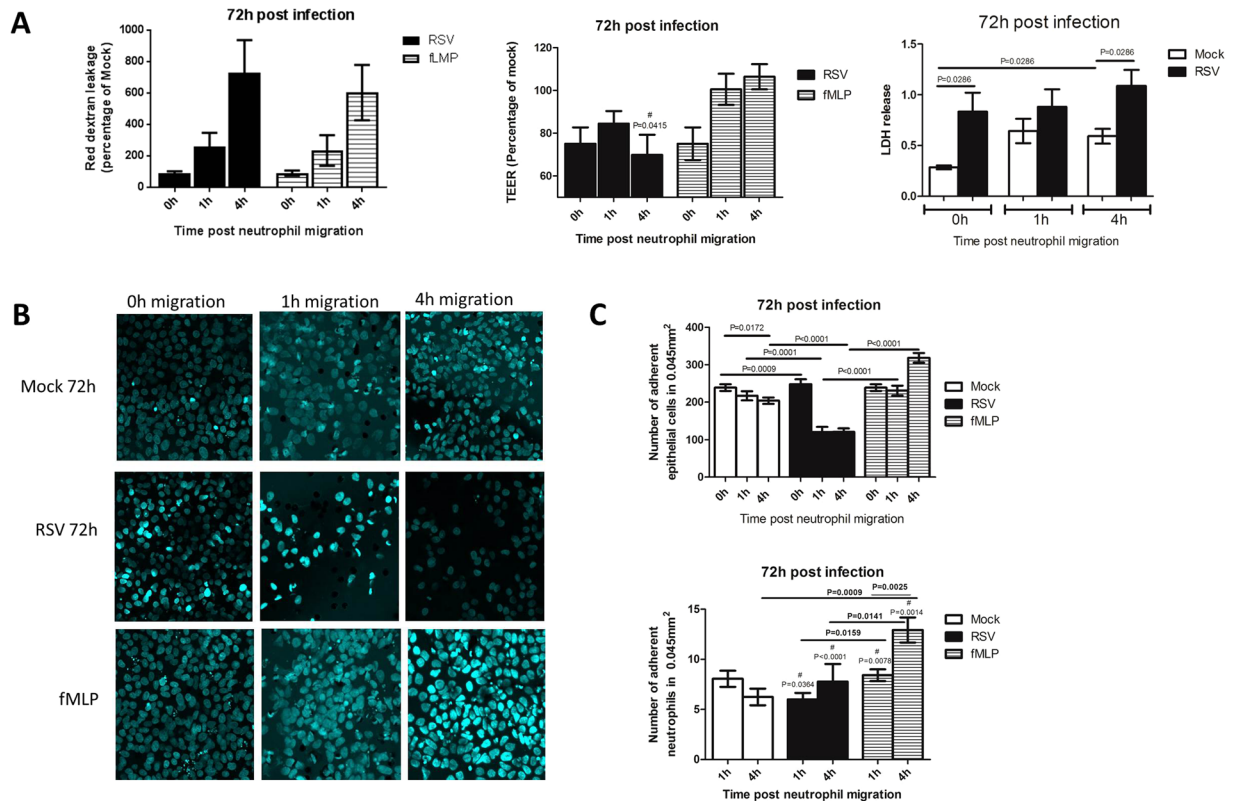 A
72h post infection
Red dextran leakage
(percentage of Mock)
1000
800
600
400
200
0
RSV
fLMP
0h
1h
4h
0h
1h
4h
Time post neutrophil migration
72h post infection
TEER (Percentage of mock)
120
100
80
60
RSV
fMLP
#
P=0.0415
0h
1h
4h
0h
1h
4h
Time post neutrophil migration
72h post infection
LDH release
1.5
1.0
0.5
0.0
Mock
RSV
P=0.0286
P=0.0286
P=0.0286
0h
1h
4h
Time post neutrophil migration
B
0h migration
1h migration
4h migration
Mock 72h
RSV 72h
fMLP
C
72h post infection
Number of adherent
epithelial cells in 0.045mm2
400
300
200
100
0
P=0.0172
P<0.0001
P<0.0001
P=0.0001
P=0.0009
P<0.0001
Mock
RSV
fMLP
0h
1h
4h
0h
1h
4h
0h
1h
4h
Time post neutrophil migration
72h post infection
Number of adherent
neutrophils in 0.045mm2
15
10
5
0
P=0.0025
P=0.0009
P=0.0141
P=0.0159
#
P=0.0364
#
P<0.0001
#
P=0.0078
#
P=0.0014
Mock
RSV
fMLP
1h
4h
1h
4h
1h
4h
Time post neutrophil migration